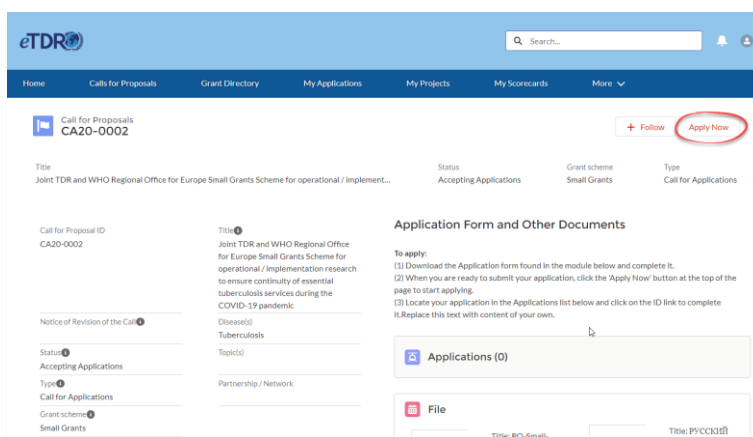 eTDR
Search...
Home Calls for Proposals Grant Directory My Applications My Projects My Scorecards More
Call for Proposals
CA20-0002
+ Follow
Apply Now
Title
Joint TDR and WHO Regional Office for Europe Small Grants Scheme for operational / implement...
Status
Accepting Applications
Grant scheme
Small Grants
Type
Call for Applications
Call for Proposal ID
CA20-0002
Title
Joint TDR and WHO Regional Office
for Europe Small Grants Scheme for
operational / implementation research
to ensure continuity of essential
tuberculosis services during the
COVID-19 pandemic
Notice of Revision of the Call
Disease(s)
Tuberculosis
Status
Accepting Applications
Topic(s)
Type
Call for Applications
Partnership / Network
Grant scheme
Small Grants
Application Form and Other Documents
To apply:
(1) Download the Application form found in the module below and complete it.
(2) When you are ready to submit your application, click the 'Apply Now' button at the top of the
page to start applying.
(3) Locate your application in the Applications list below and click on the ID link to complete
it.Replace this text with content of your own.
Applications (0)
File
Title: RO-Small-
Title: РУССКИЙ